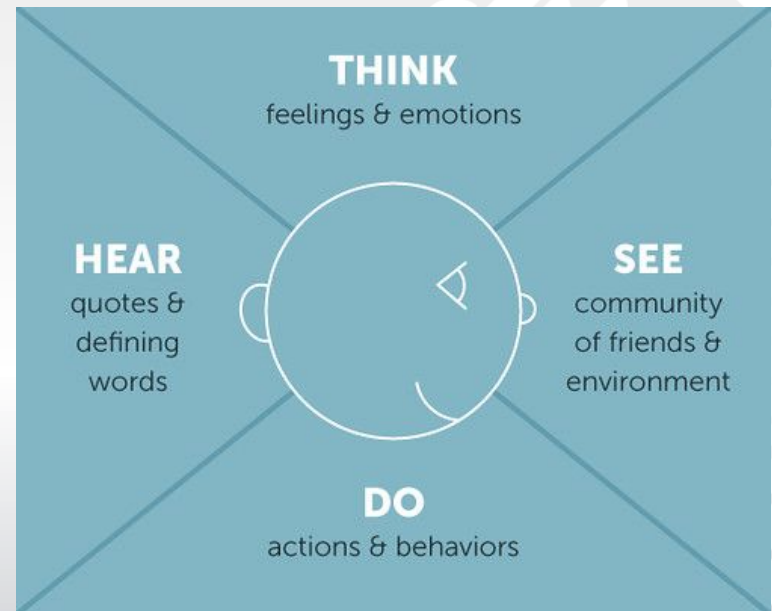 THINK
feelings & emotions
HEAR
quotes &
defining
words
SEE
community
of friends &
environment
DO
actions & behaviors